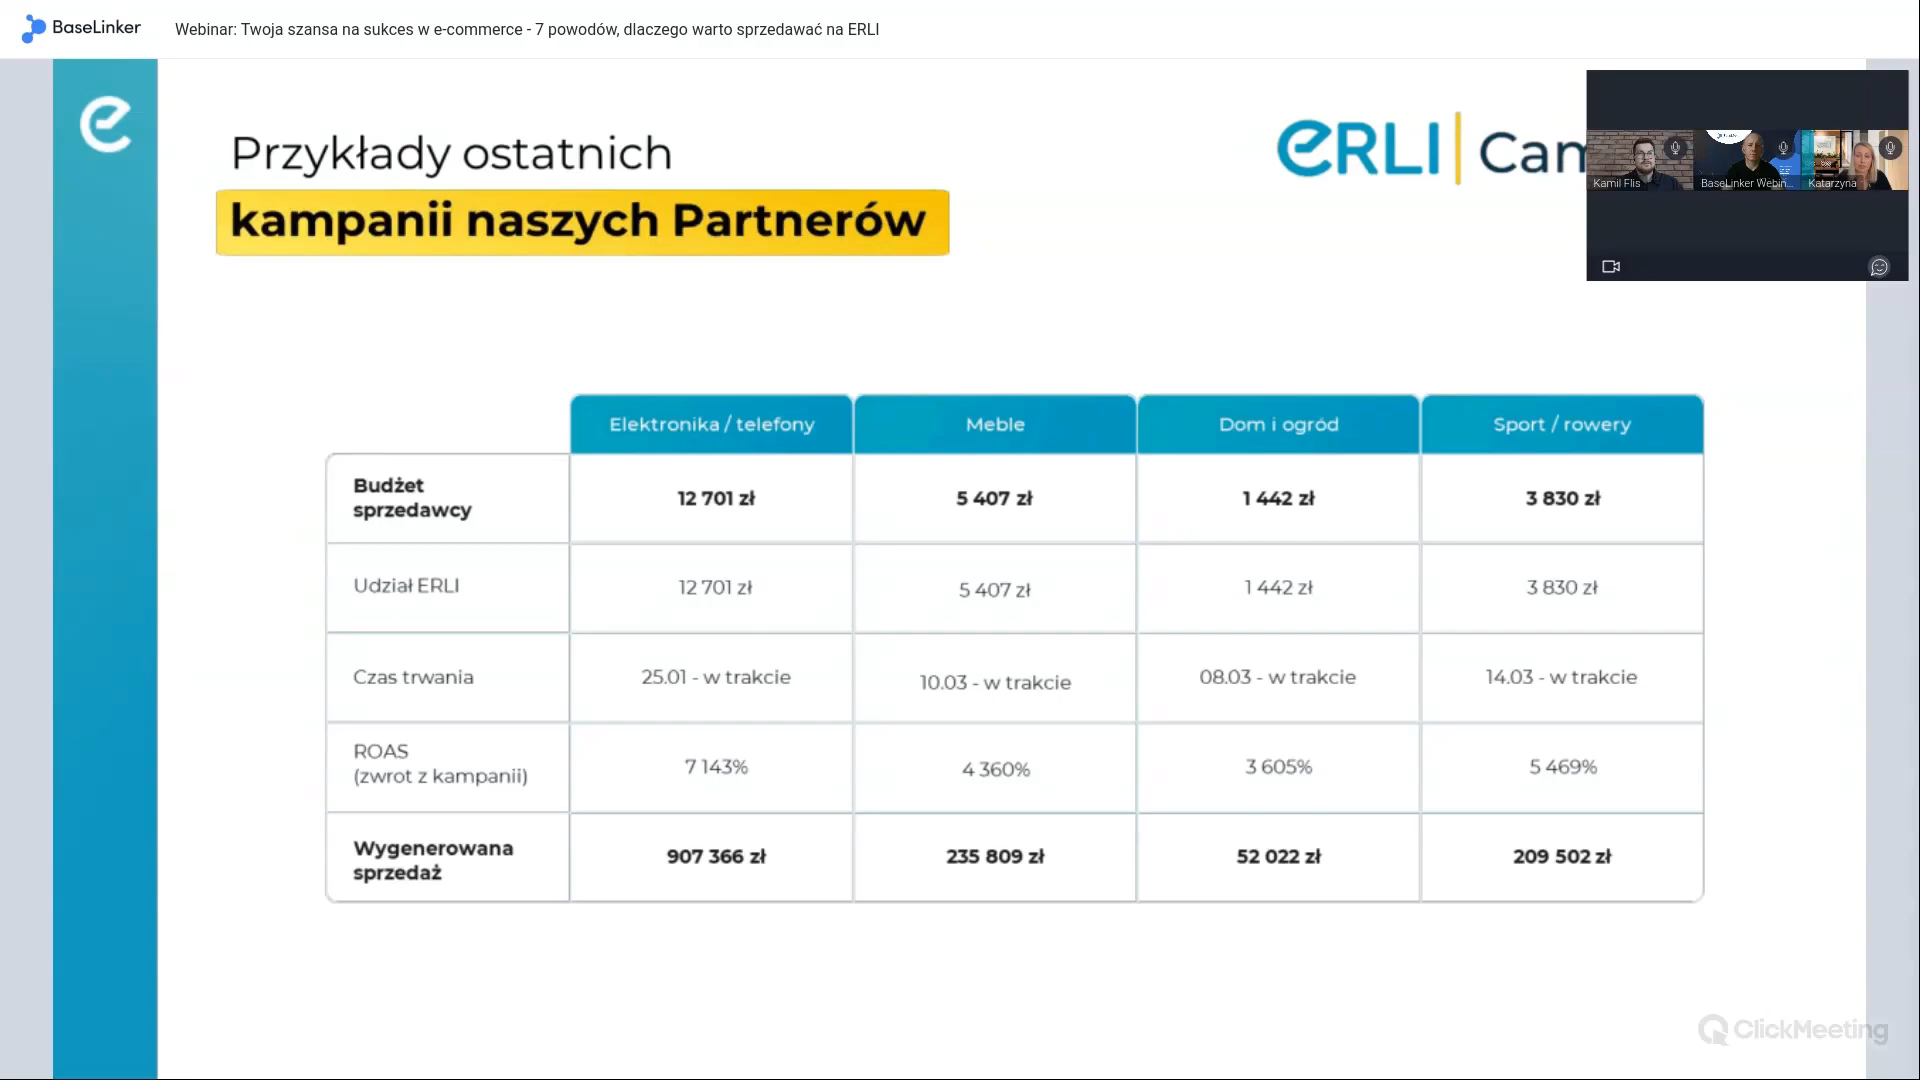 BaseLinker
Webinar: Twoja szansa na sukces w e-commerce - 7 powodów, dlaczego warto sprzedawać na ERLI
e
Przykłady ostatnich
kampanii naszych Partnerów
ERLI | Cam
Kamil Flis
BaseLinker Webin...
Katarzyna
Elektronika / telefony
Meble
Dom i ogród
Sport / rowery
Budżet
sprzedawcy
12 701 zł
5 407 zł
1 442 zł
3 830 zł
Udział ERLI
12 701 zł
5 407 zł
1 442 zł
3 830 zł
Czas trwania
25.01 - w trakcie
10.03 - w trakcie
08.03 - w trakcie
14.03 - w trakcie
ROAS
(zwrot z kampanii)
7 143%
4 360%
3 605%
5 469%
Wygenerowana
sprzedaż
907 366 zł
235 809 zł
52 022 zł
209 502 zł
ClickMeeting